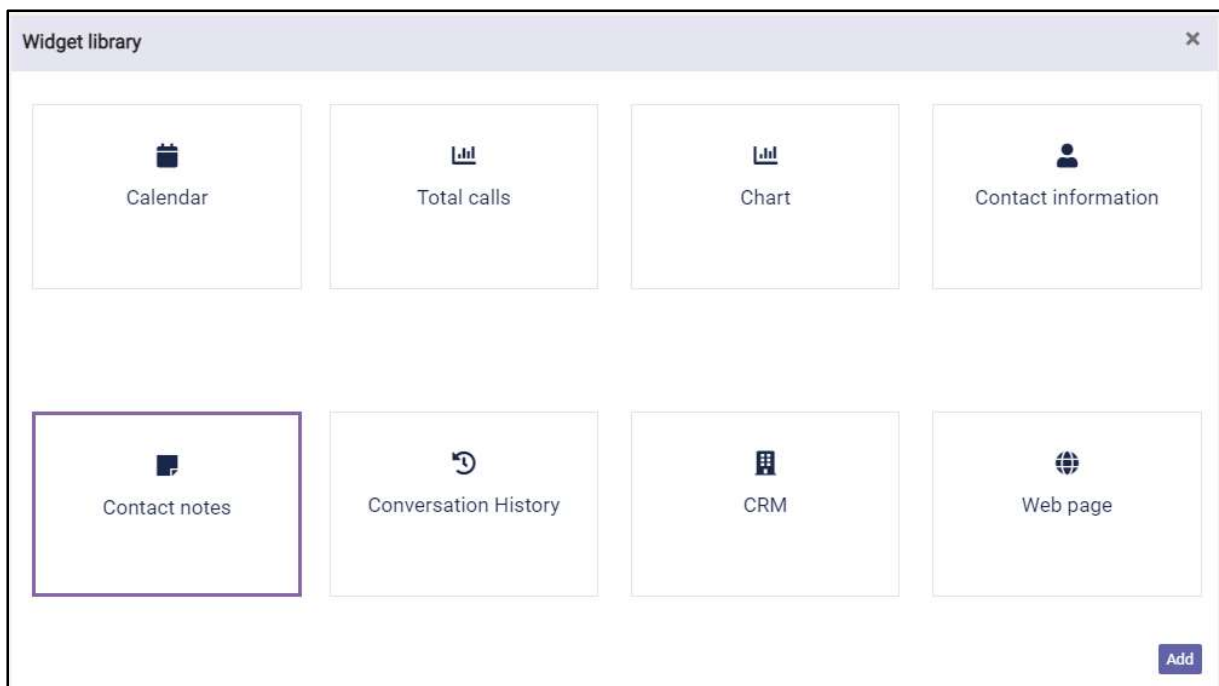 Widget library
Calendar
Total calls
Chart
Contact information
Contact notes
Conversation History
CRM
Web page
Add